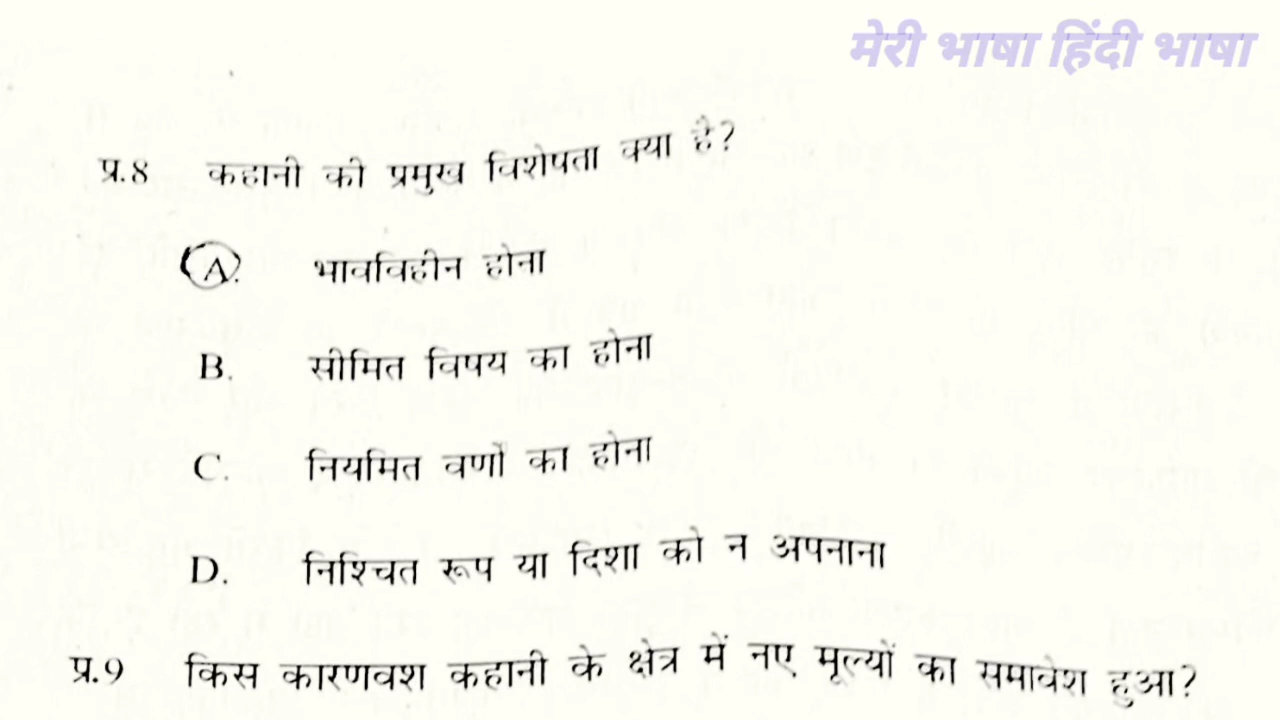 मेरी भाषा हिंदी भाषा
प्र.8 कहानी की प्रमुख विशेषता क्या है?
A. भावविहीन होना
B. सीमित विषय का होना
C. नियमित वर्णों का होना
D. निश्चित रूप या दिशा को न अपनाना
प्र.9 किस कारणवश कहानी के क्षेत्र में नए मूल्यों का समावेश हुआ?